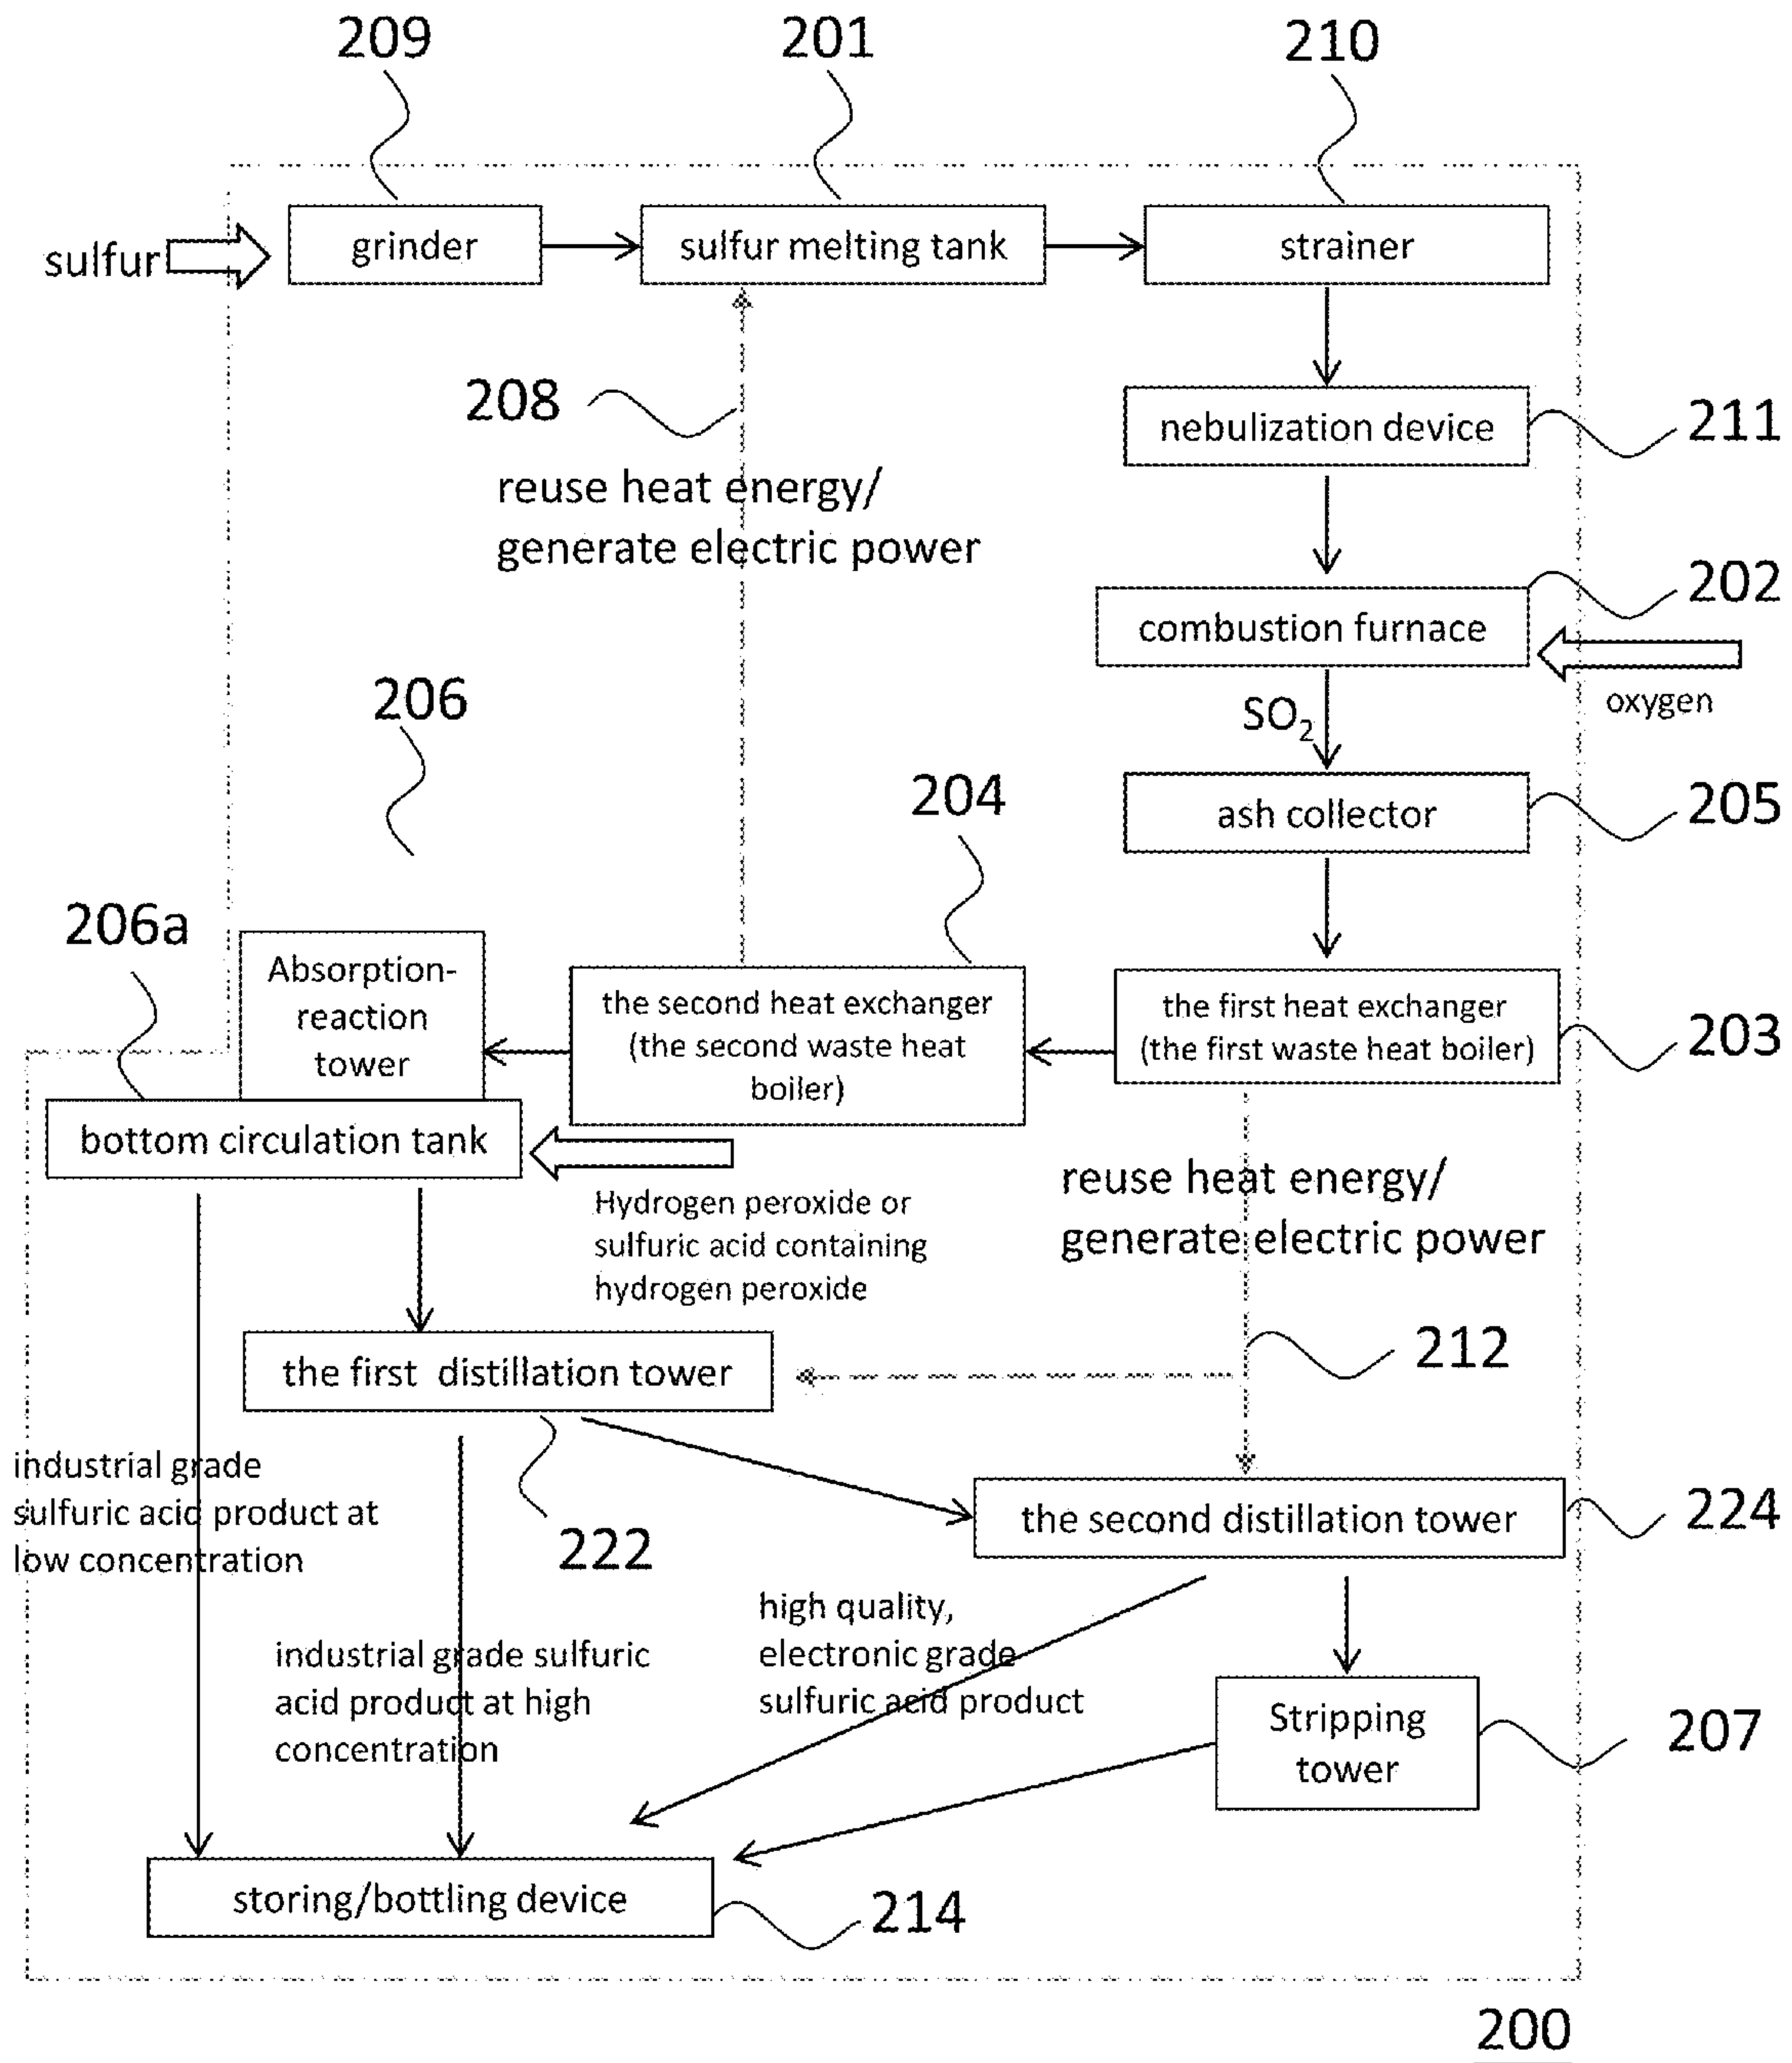 209
201
210
sulfur
grinder
sulfur melting tank
strainer
208
nebulization device
211
reuse heat energy/
generate electric power
202
combustion furnace
oxygen
206
SO2
204
ash collector
205
206a
Absorption-
reaction
tower
the second heat exchanger
(the second waste heat
boiler)
the first heat exchanger
(the first waste heat boiler)
203
bottom circulation tank
Hydrogen peroxide or
sulfuric acid containing
hydrogen peroxide
reuse heat energy/
generate electric power
the first distillation tower
212
industrial grade
sulfuric acid product at
low concentration
222
the second distillation tower
224
industrial grade sulfuric
acid product at high
concentration
high quality,
electronic grade
sulfuric acid product
Stripping
tower
207
storing/bottling device
214
200